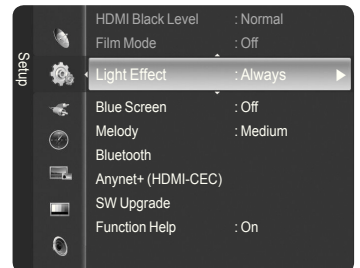 Setup
HDMI Black Level : Normal
Film Mode : Off
Light Effect : Always
Blue Screen : Off
Melody : Medium
Bluetooth
Anynet+ (HDMI-CEC)
SW Upgrade
Function Help : On